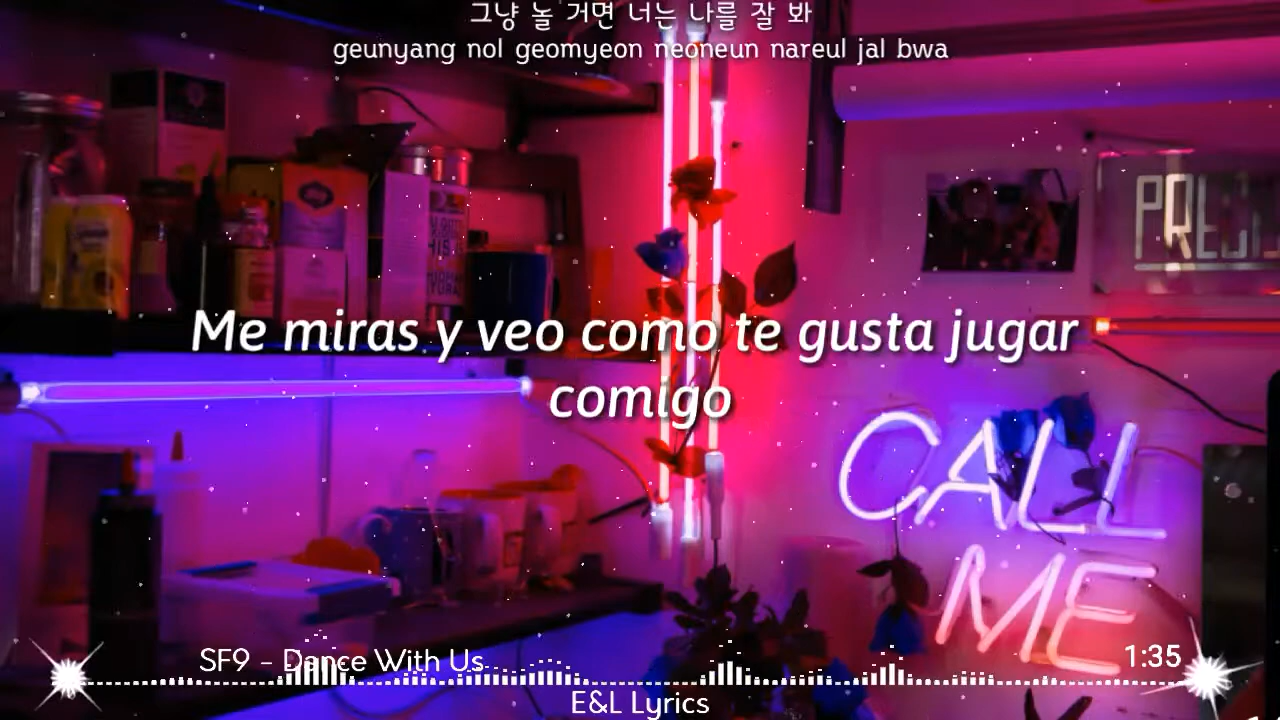 그냥 놀 거면 너는 나를 잘 봐
geunyang nol geomyeon neoneun nareul jal bwa
Me miras y veo como te gusta jugar
comigo
CALL
ME
SF9 - Dance With Us
1:35
E&L Lyrics